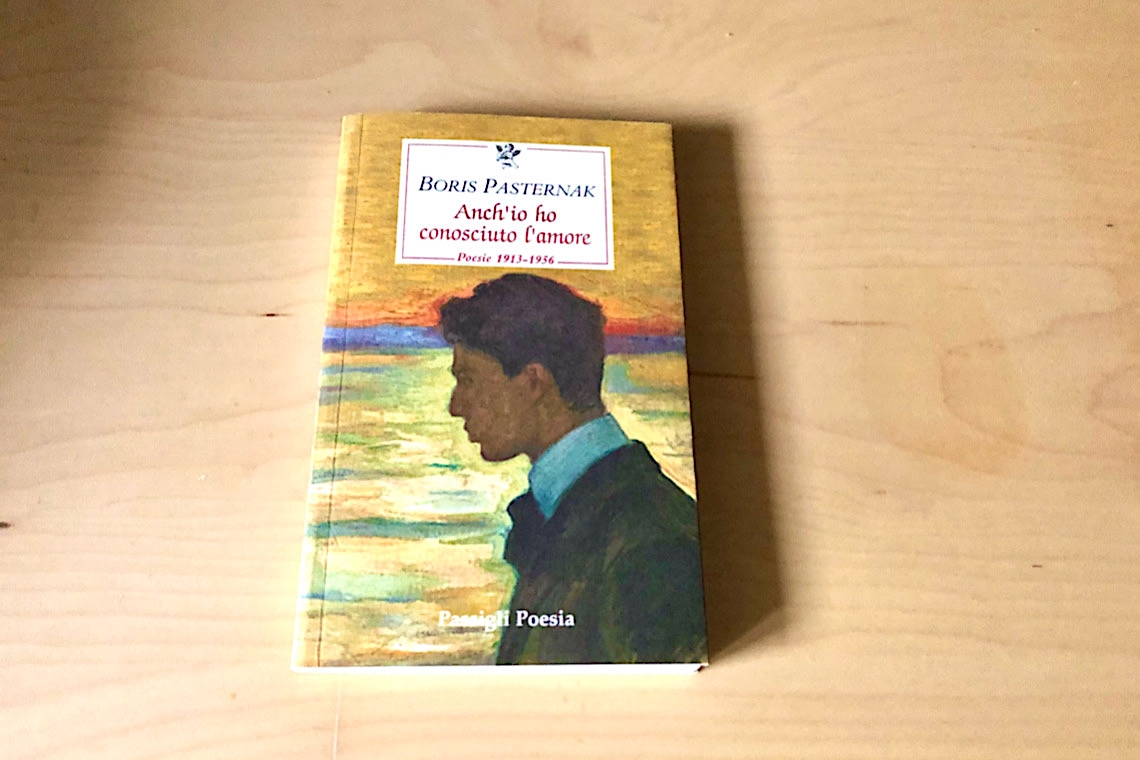 BORIS PASTERNAK
Anch'io ho
conosciuto l'amore
Poesie 1913-1956
Passigli Poesia